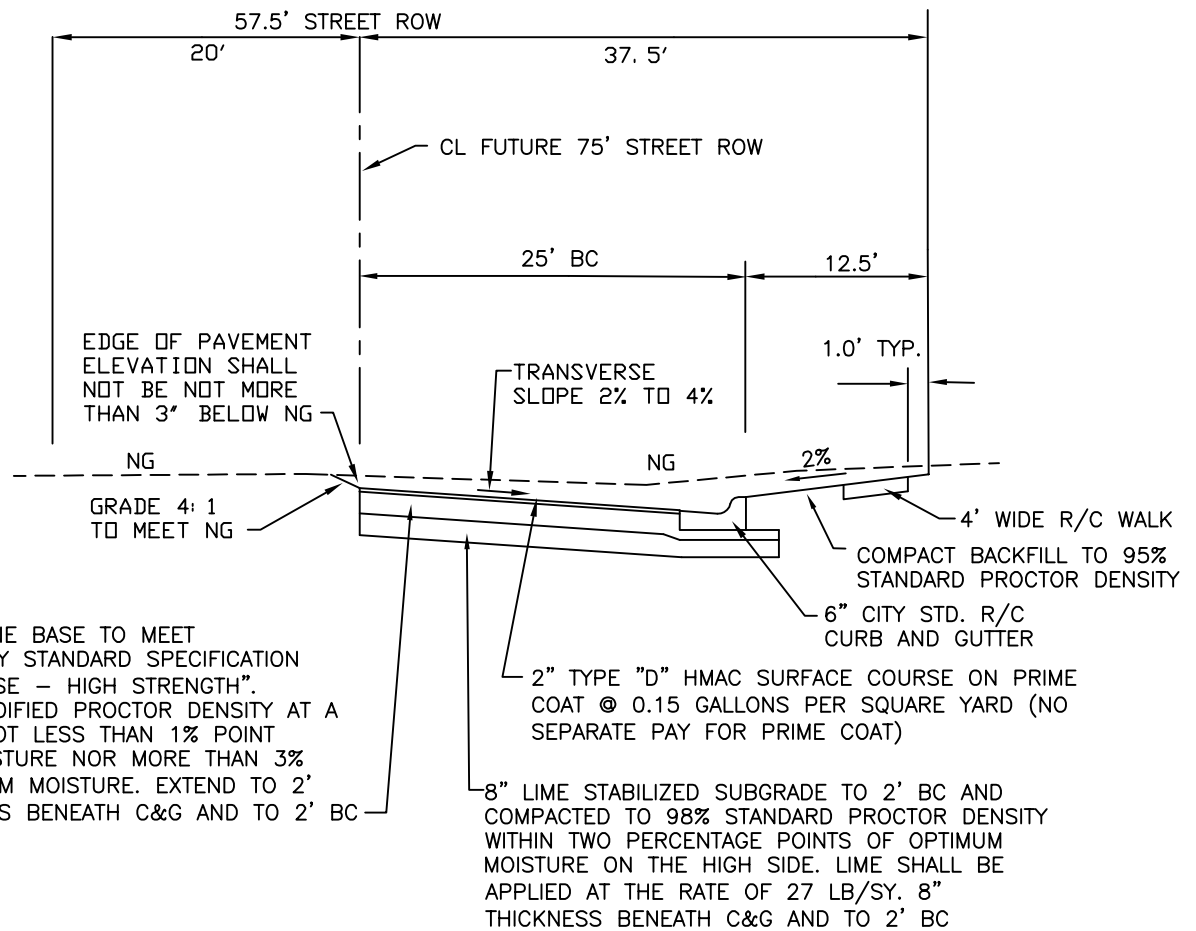 57.5' STREET ROW
20'
37.5'
CL FUTURE 75' STREET ROW
25' BC
12.5'
EDGE OF PAVEMENT
ELEVATION SHALL
NOT BE NOT MORE
THAN 3" BELOW NG
TRANSVERSE
SLOPE 2% TO 4%
1.0' TYP.
NG
NG
2%
GRADE 4:1
TO MEET NG
4' WIDE R/C WALK
COMPACT BACKFILL TO 95%
STANDARD PROCTOR DENSITY
6" CITY STD. R/C
CURB AND GUTTER
BASE TO MEET
STANDARD SPECIFICATION
– HIGH STRENGTH".
PROCTOR DENSITY AT A
LESS THAN 1% POINT
NOR MORE THAN 3%
MOISTURE. EXTEND TO 2'
BENEATH C&G AND TO 2' BC
2" TYPE "D" HMAC SURFACE COURSE ON PRIME
COAT @ 0.15 GALLONS PER SQUARE YARD (NO
SEPARATE PAY FOR PRIME COAT)
8" LIME STABILIZED SUBGRADE TO 2' BC AND
COMPACTED TO 98% STANDARD PROCTOR DENSITY
WITHIN TWO PERCENTAGE POINTS OF OPTIMUM
MOISTURE ON THE HIGH SIDE. LIME SHALL BE
APPLIED AT THE RATE OF 27 LB/SY. 8"
THICKNESS BENEATH C&G AND TO 2' BC